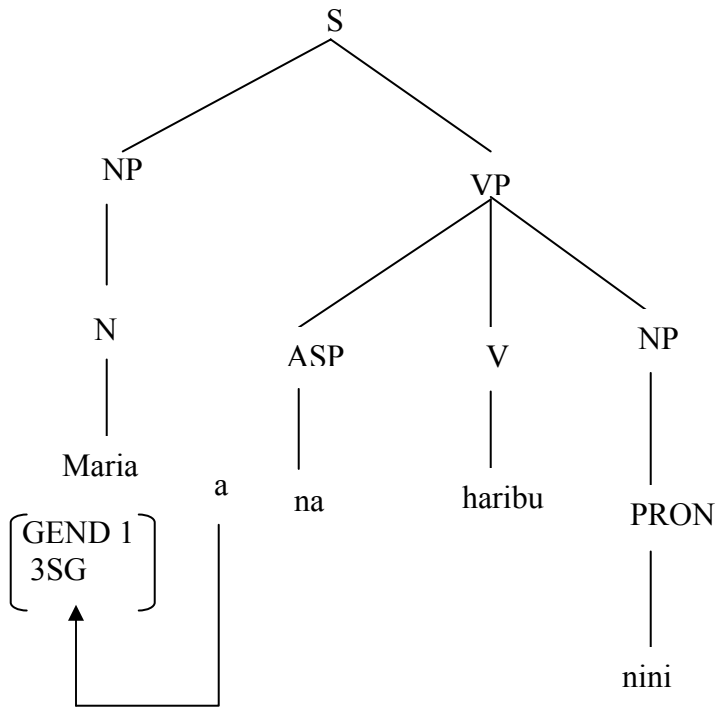 S
NP VP
N ASP V NP
Maria a na haribu PRON
GEND 1
3SG
nini